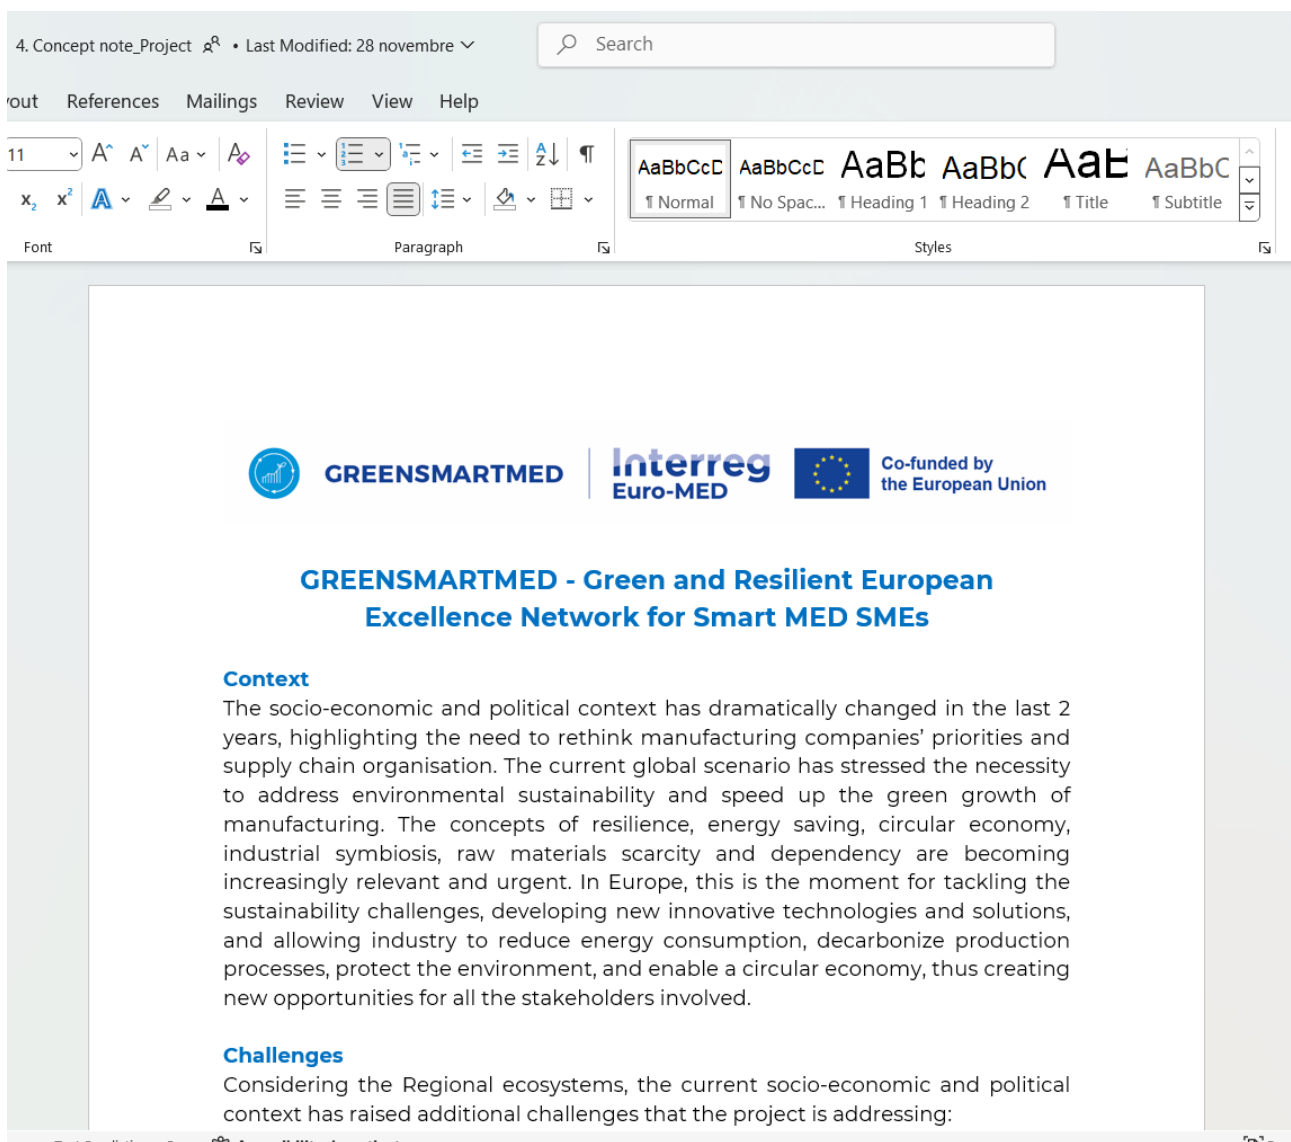 4. Concept note_Project • Last Modified: 28 novembre
Search
References Mailings Review View Help
11 Aa
AaBbCcD AaBbCcD AaBb AaBb( AaB AaBbC
¶ Normal ¶ No Spac... ¶ Heading 1 ¶ Heading 2 ¶ Title ¶ Subtitle
Font Paragraph Styles
GREENSMARTMED
Interreg
Euro-MED
Co-funded by
the European Union
GREENSMARTMED - Green and Resilient European
Excellence Network for Smart MED SMEs
Context
The socio-economic and political context has dramatically changed in the last 2
years, highlighting the need to rethink manufacturing companies’ priorities and
supply chain organisation. The current global scenario has stressed the necessity
to address environmental sustainability and speed up the green growth of
manufacturing. The concepts of resilience, energy saving, circular economy,
industrial symbiosis, raw materials scarcity and dependency are becoming
increasingly relevant and urgent. In Europe, this is the moment for tackling the
sustainability challenges, developing new innovative technologies and solutions,
and allowing industry to reduce energy consumption, decarbonize production
processes, protect the environment, and enable a circular economy, thus creating
new opportunities for all the stakeholders involved.
Challenges
Considering the Regional ecosystems, the current socio-economic and political
context has raised additional challenges that the project is addressing: